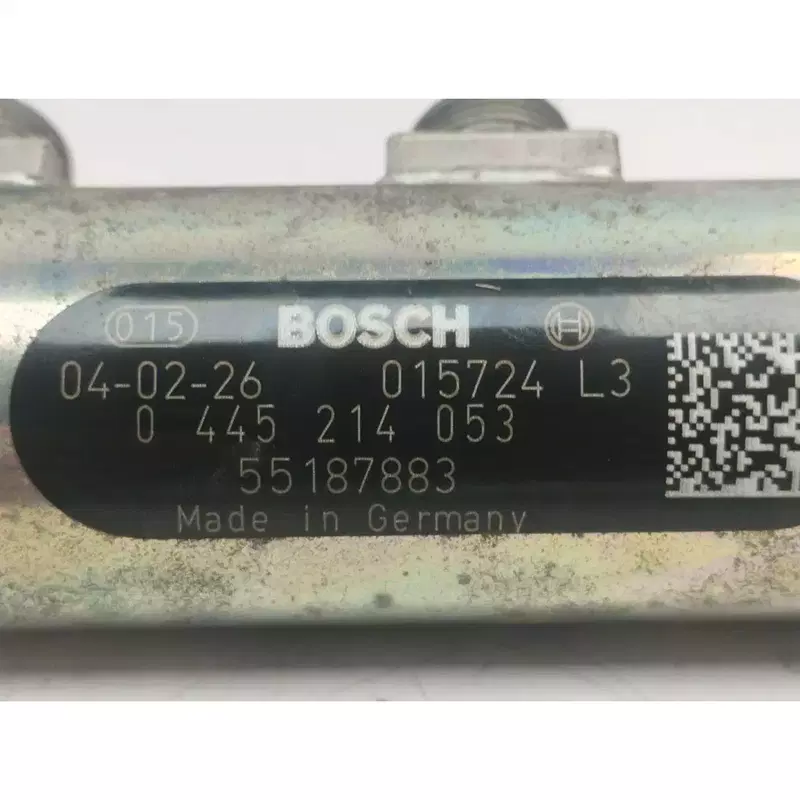 015 BOSCH
04-02-26 015724 L3
0 445 214 053
55187883
Made in Germany